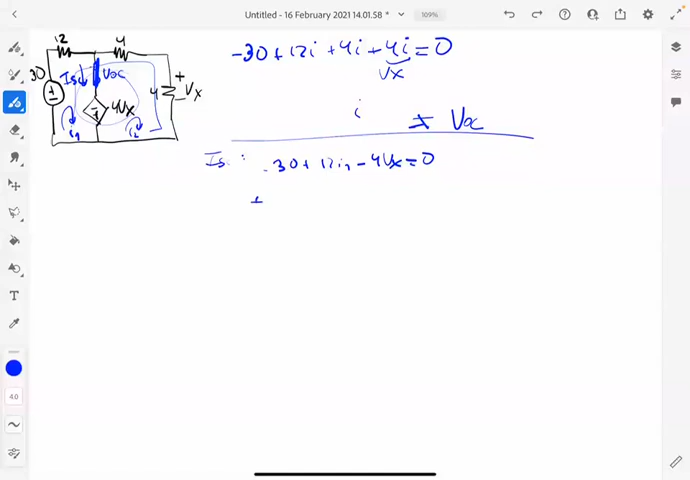 Untitled - 16 February 2021 14.01.58 *
109%
4.0
12
4
30
Isc
Voc
4Vx
4
+
Vx
-
i1
i2
-30 + 12i + 4i + 4i = 0
Vx
i
Voc
Isc : -30 + 12i1 - 4Vx = 0
+